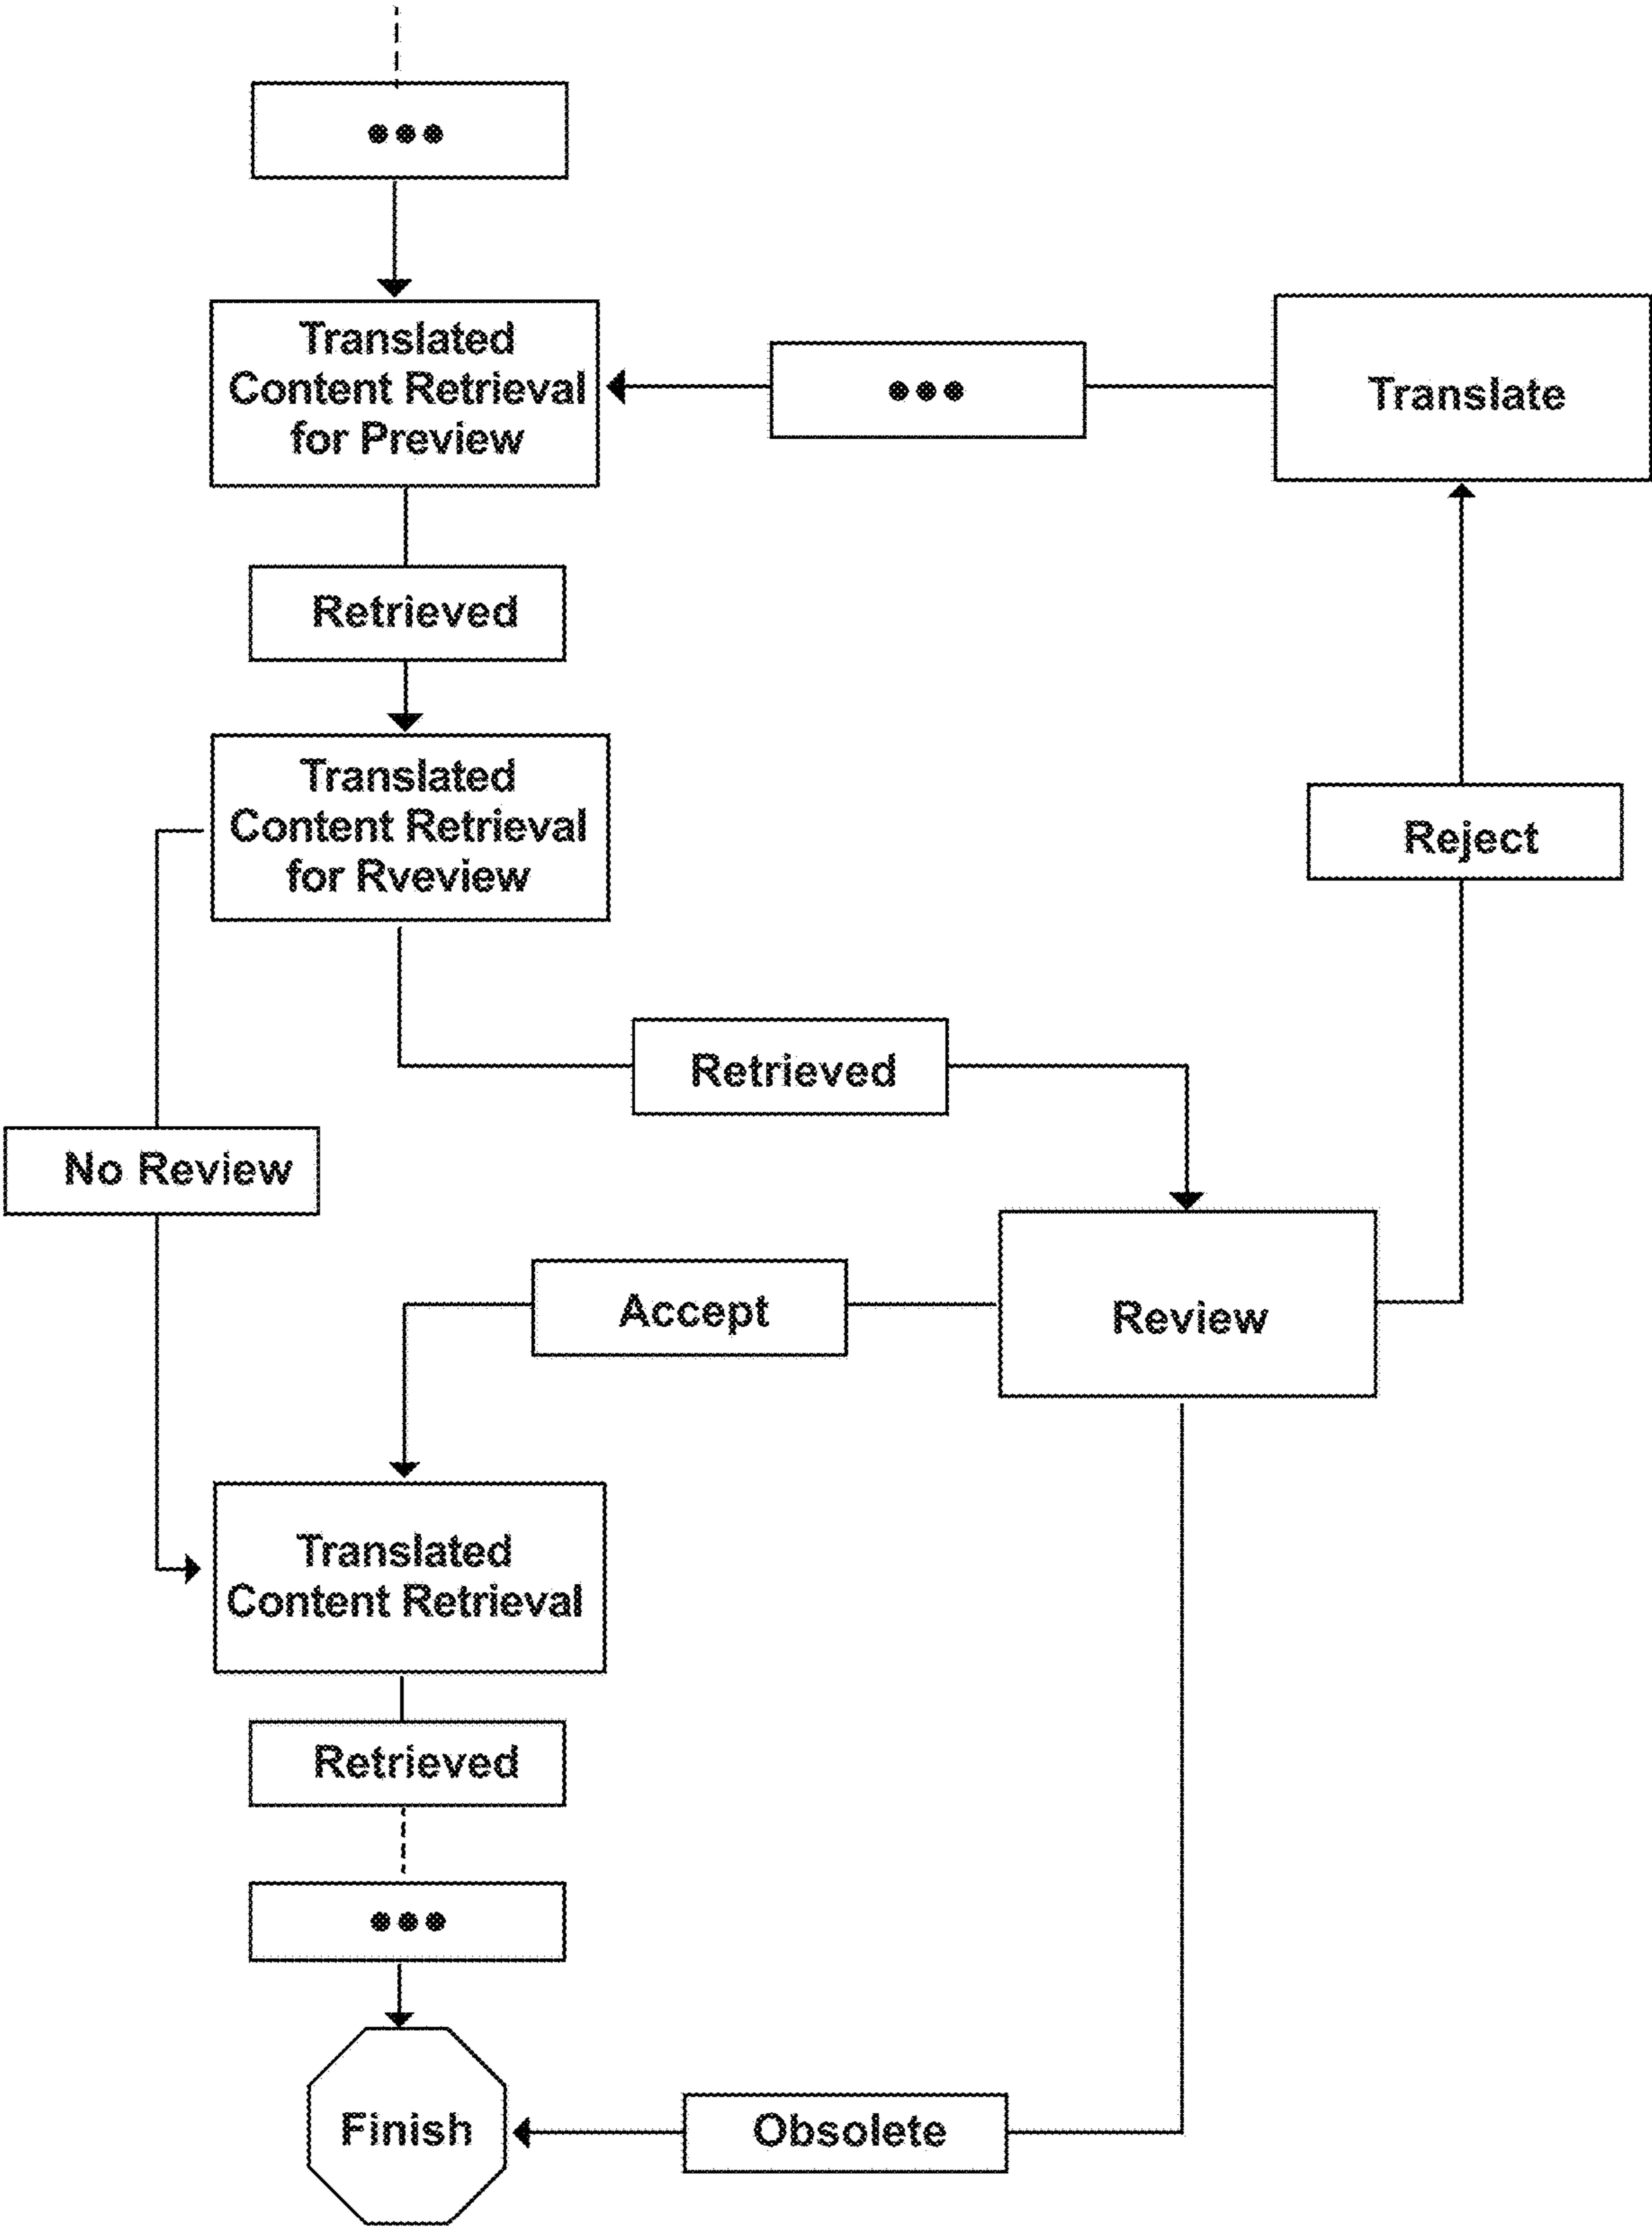 •••
Translated
Content Retrieval
for Preview
•••
Translate
Retrieved
Translated
Content Retrieval
for Rveview
Reject
Retrieved
No Review
Accept
Review
Translated
Content Retrieval
Retrieved
•••
Finish
Obsolete